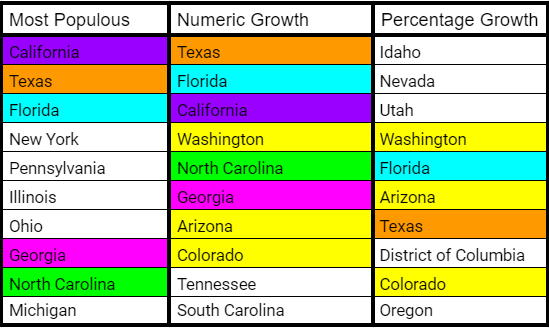 Most Populous Numeric Growth Percentage Growth
California Texas Idaho
Texas Florida Nevada
Florida California Utah
New York Washington Washington
Pennsylvania North Carolina Florida
Illinois Georgia Arizona
Ohio Arizona Texas
Georgia Colorado District of Columbia
North Carolina Tennessee Colorado
Michigan South Carolina Oregon